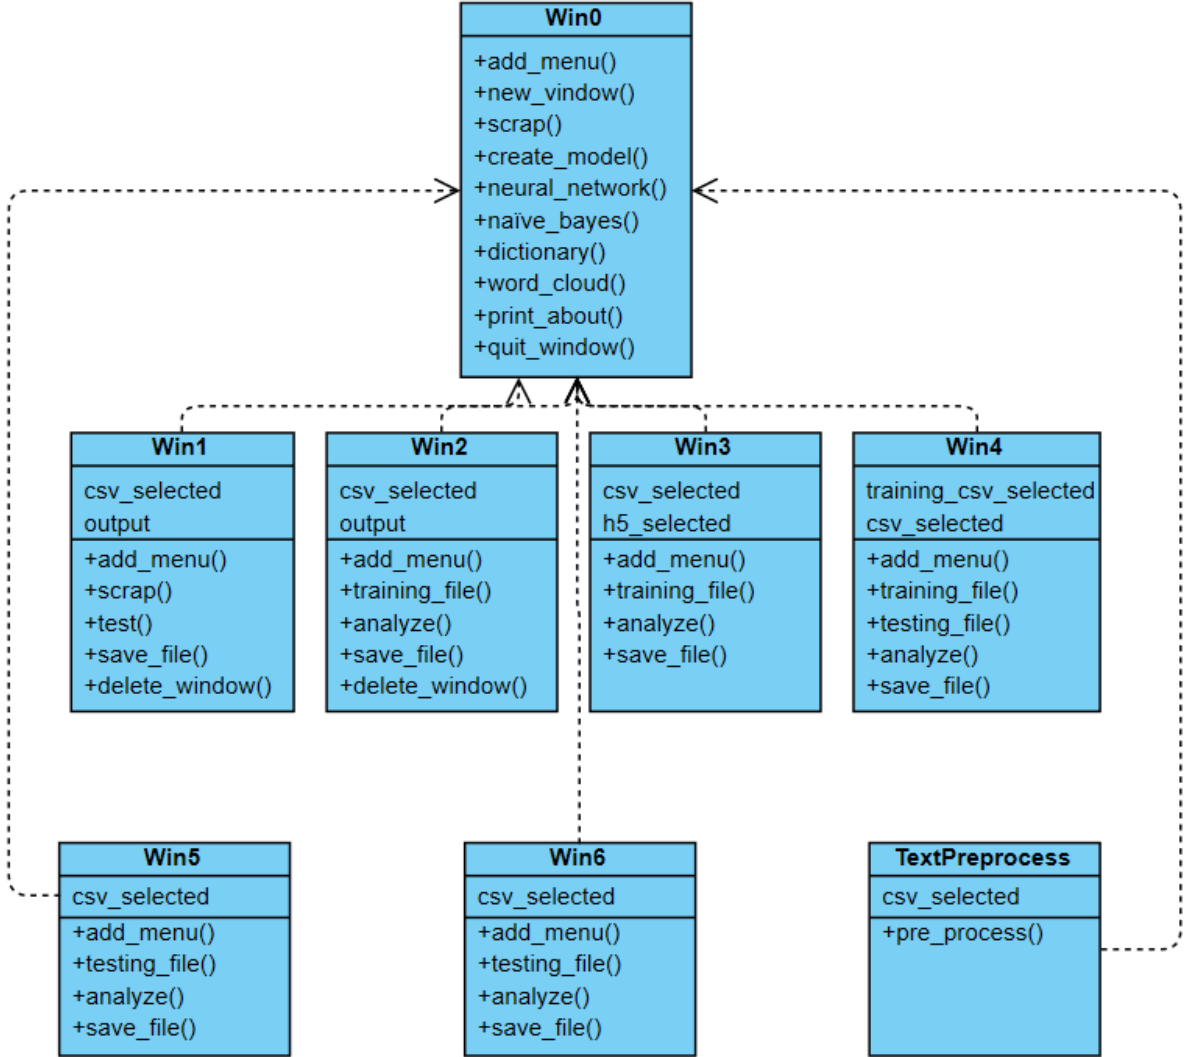 Win0
+add_menu()
+new_vindow()
+scrap()
+create_model()
+neural_network()
+naïve_bayes()
+dictionary()
+word_cloud()
+print_about()
+quit_window()
Win1
csv_selected
output
+add_menu()
+scrap()
+test()
+save_file()
+delete_window()
Win2
csv_selected
output
+add_menu()
+training_file()
+analyze()
+save_file()
+delete_window()
Win3
csv_selected
h5_selected
+add_menu()
+training_file()
+analyze()
+save_file()
Win4
training_csv_selected
csv_selected
+add_menu()
+training_file()
+testing_file()
+analyze()
+save_file()
Win5
csv_selected
+add_menu()
+testing_file()
+analyze()
+save_file()
Win6
csv_selected
+add_menu()
+testing_file()
+analyze()
+save_file()
TextPreprocess
csv_selected
+pre_process()